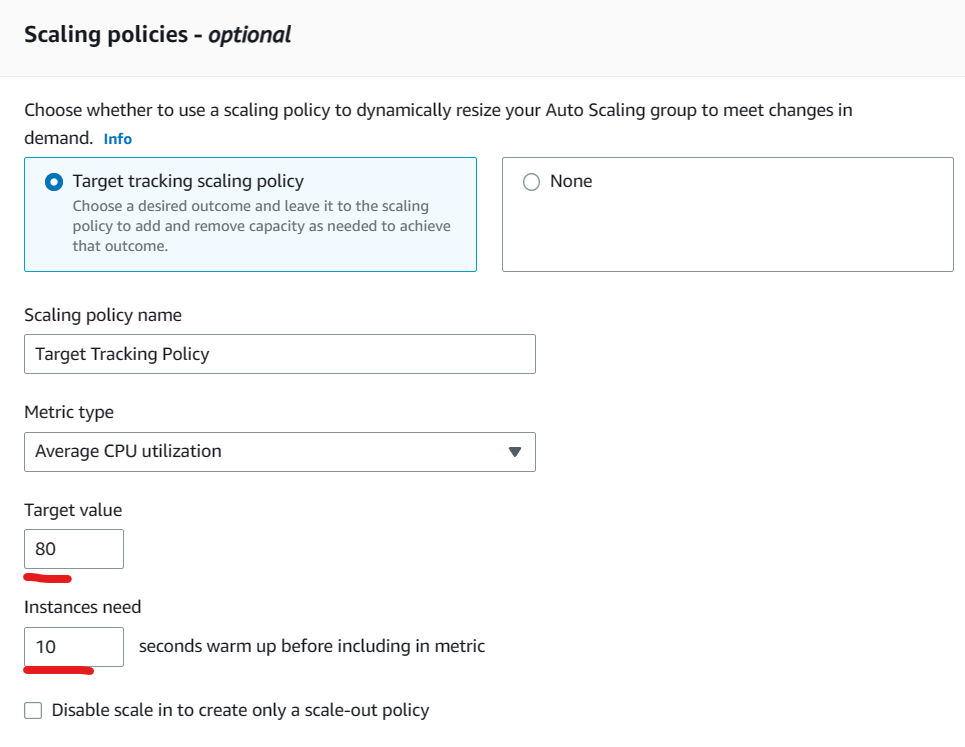 Scaling policies - optional
Choose whether to use a scaling policy to dynamically resize your Auto Scaling group to meet changes in
demand. Info
Target tracking scaling policy
Choose a desired outcome and leave it to the scaling
policy to add and remove capacity as needed to achieve
that outcome.
None
Scaling policy name
Target Tracking Policy
Metric type
Average CPU utilization
Target value
80
Instances need
10 seconds warm up before including in metric
Disable scale in to create only a scale-out policy